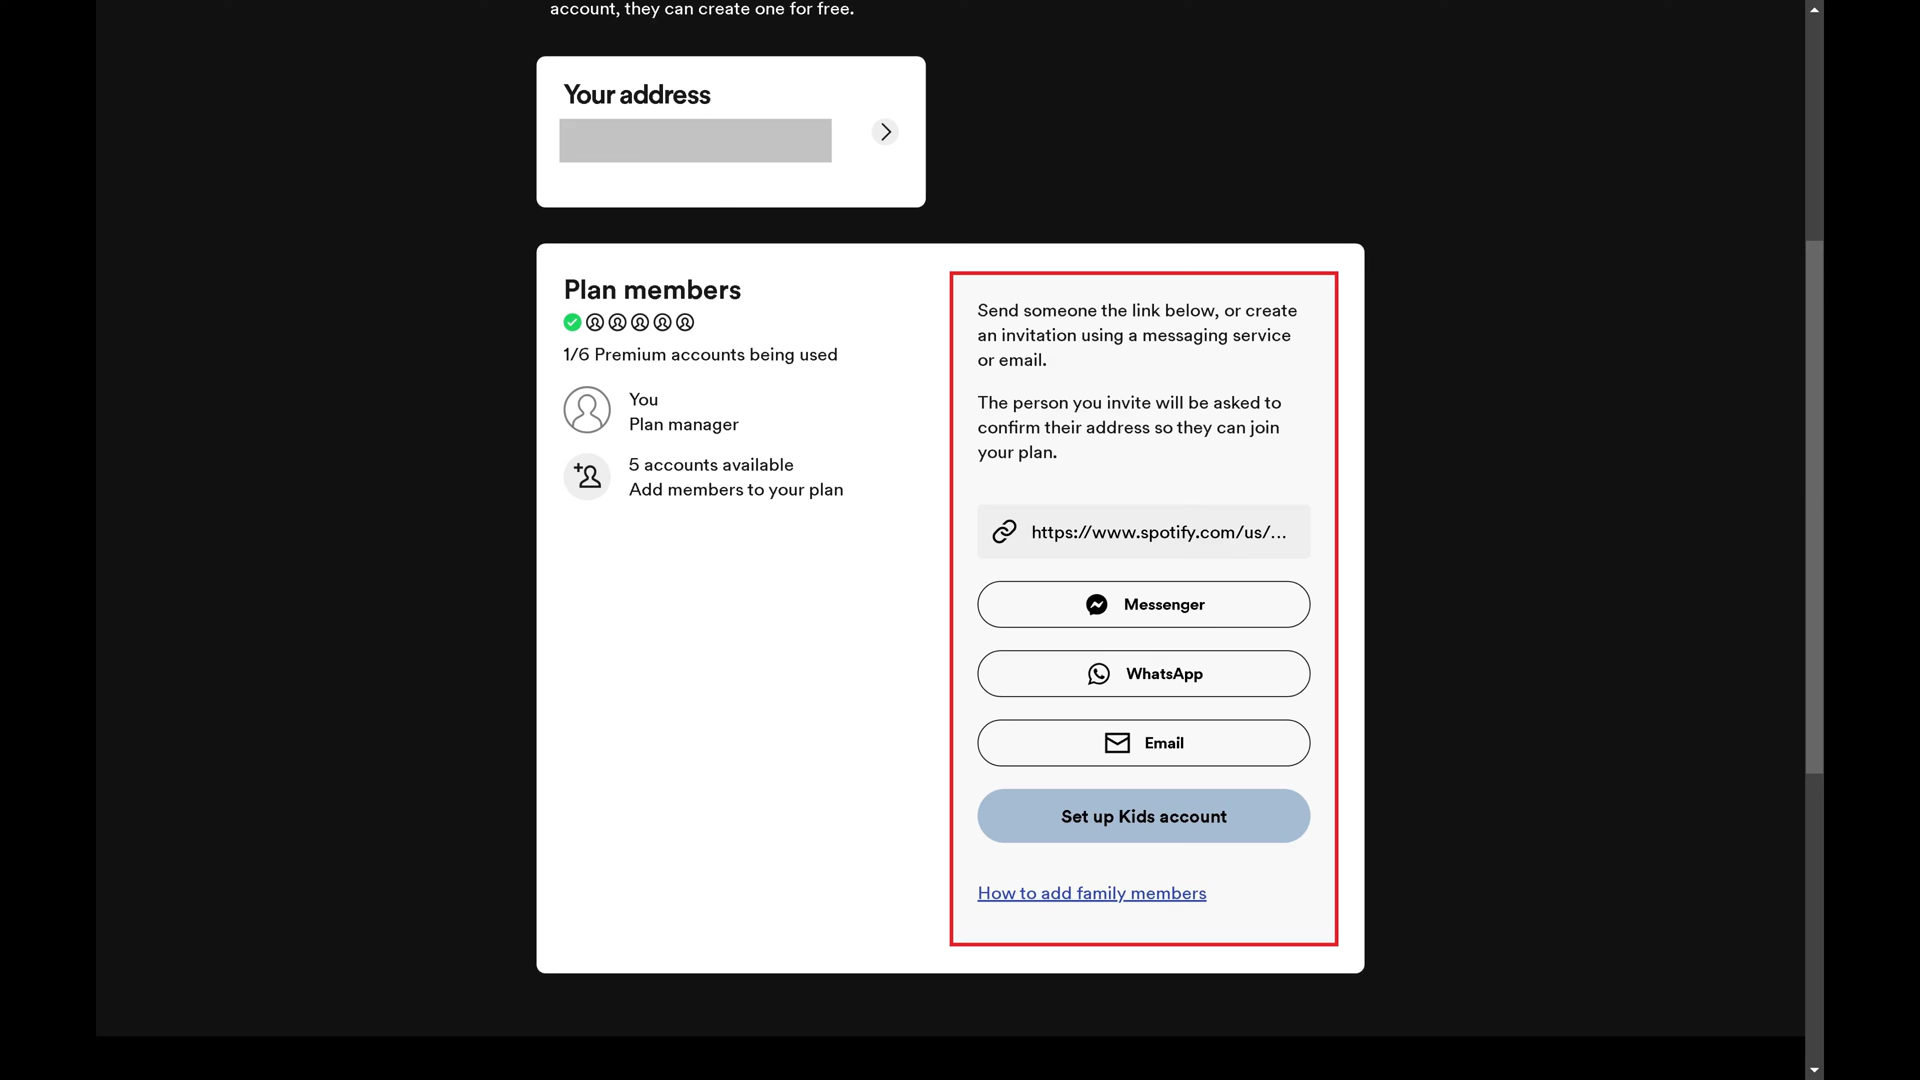 account, they can create one for free.
Your address
Plan members
1/6 Premium accounts being used
You
Plan manager
5 accounts available
Add members to your plan
Send someone the link below, or create
an invitation using a messaging service
or email.
The person you invite will be asked to
confirm their address so they can join
your plan.
https://www.spotify.com/us/...
Messenger
WhatsApp
Email
Set up Kids account
How to add family members